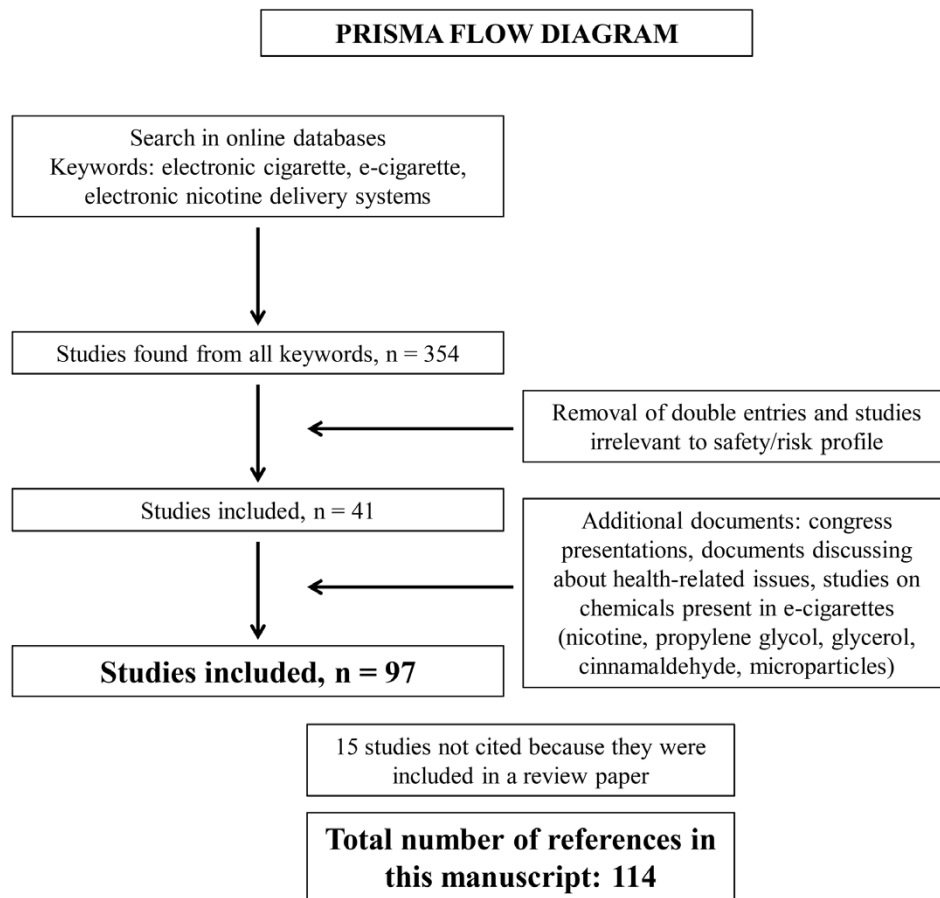 PRISMA FLOW DIAGRAM
Search in online databases
Keywords: electronic cigarette, e-cigarette,
electronic nicotine delivery systems
Studies found from all keywords, n = 354
Removal of double entries and studies
irrelevant to safety/risk profile
Studies included, n = 41
Additional documents: congress
presentations, documents discussing
about health-related issues, studies on
chemicals present in e-cigarettes
(nicotine, propylene glycol, glycerol,
cinnamaldehyde, microparticles)
Studies included, n = 97
15 studies not cited because they were
included in a review paper
Total number of references in
this manuscript: 114